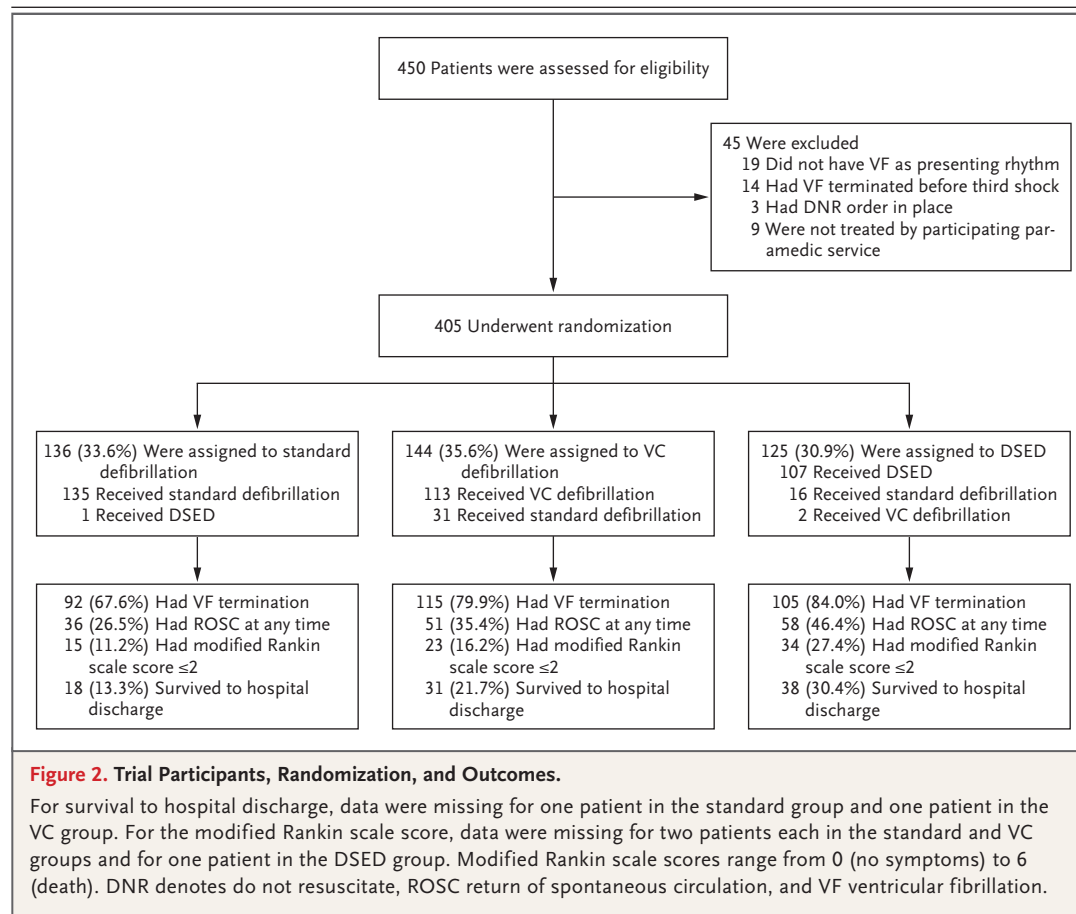 450 Patients were assessed for eligibility
45 Were excluded
19 Did not have VF as presenting rhythm
14 Had VF terminated before third shock
3 Had DNR order in place
9 Were not treated by participating par-
amedic service
405 Underwent randomization
136 (33.6%) Were assigned to standard
defibrillation
135 Received standard defibrillation
1 Received DSED
144 (35.6%) Were assigned to VC
defibrillation
113 Received VC defibrillation
31 Received standard defibrillation
125 (30.9%) Were assigned to DSED
107 Received DSED
16 Received standard defibrillation
2 Received VC defibrillation
92 (67.6%) Had VF termination
36 (26.5%) Had ROSC at any time
15 (11.2%) Had modified Rankin
scale score ≤2
18 (13.3%) Survived to hospital
discharge
115 (79.9%) Had VF termination
51 (35.4%) Had ROSC at any time
23 (16.2%) Had modified Rankin
scale score ≤2
31 (21.7%) Survived to hospital
discharge
105 (84.0%) Had VF termination
58 (46.4%) Had ROSC at any time
34 (27.4%) Had modified Rankin
scale score ≤2
38 (30.4%) Survived to hospital
discharge
Figure 2. Trial Participants, Randomization, and Outcomes.
For survival to hospital discharge, data were missing for one patient in the standard group and one patient in the
VC group. For the modified Rankin scale score, data were missing for two patients each in the standard and VC
groups and for one patient in the DSED group. Modified Rankin scale scores range from 0 (no symptoms) to 6
(death). DNR denotes do not resuscitate, ROSC return of spontaneous circulation, and VF ventricular fibrillation.